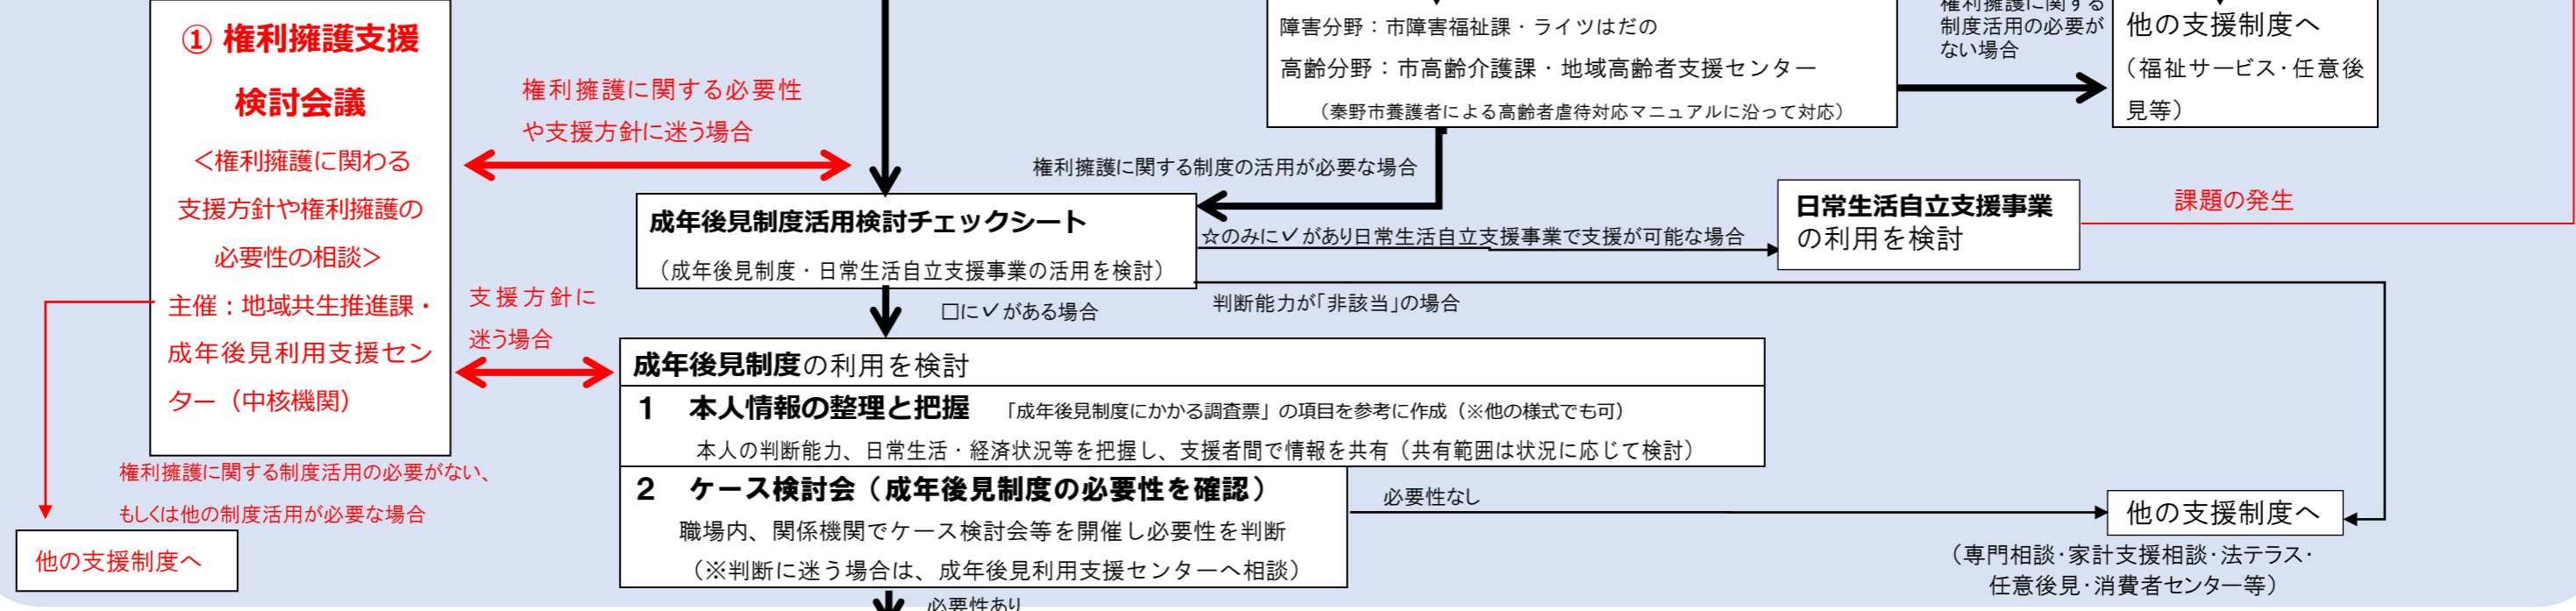 ① 権利擁護支援
検討会議
＜権利擁護に関わる
支援方針や権利擁護の
必要性の相談＞
主催：地域共生推進課・
成年後見利用支援セン
ター（中核機関）
権利擁護に関する必要性
や支援方針に迷う場合
障害分野：市障害福祉課・ライツはだの
高齢分野：市高齢介護課・地域高齢者支援センター
（秦野市養護者による高齢者虐待対応マニュアルに沿って対応）
権利擁護に関する
制度活用の必要が
ない場合
他の支援制度へ
（福祉サービス・任意後
見等）
権利擁護に関する制度の活用が必要な場合
成年後見制度活用検討チェックシート
（成年後見制度・日常生活自立支援事業の活用を検討）
☆のみに✓があり日常生活自立支援事業で支援が可能な場合
日常生活自立支援事業
の利用を検討
課題の発生
支援方針に
迷う場合
□に✓がある場合
判断能力が「非該当」の場合
成年後見制度の利用を検討
１　本人情報の整理と把握　「成年後見制度にかかる調査票」の項目を参考に作成（※他の様式でも可）
本人の判断能力、日常生活・経済状況等を把握し、支援者間で情報を共有（共有範囲は状況に応じて検討）
２　ケース検討会（成年後見制度の必要性を確認）
職場内、関係機関でケース検討会等を開催し必要性を判断
（※判断に迷う場合は、成年後見利用支援センターへ相談）
必要性なし
他の支援制度へ
（専門相談・家計支援相談・法テラス・
任意後見・消費者センター等）
権利擁護に関する制度活用の必要がない、
もしくは他の制度活用が必要な場合
他の支援制度へ
必要性あり